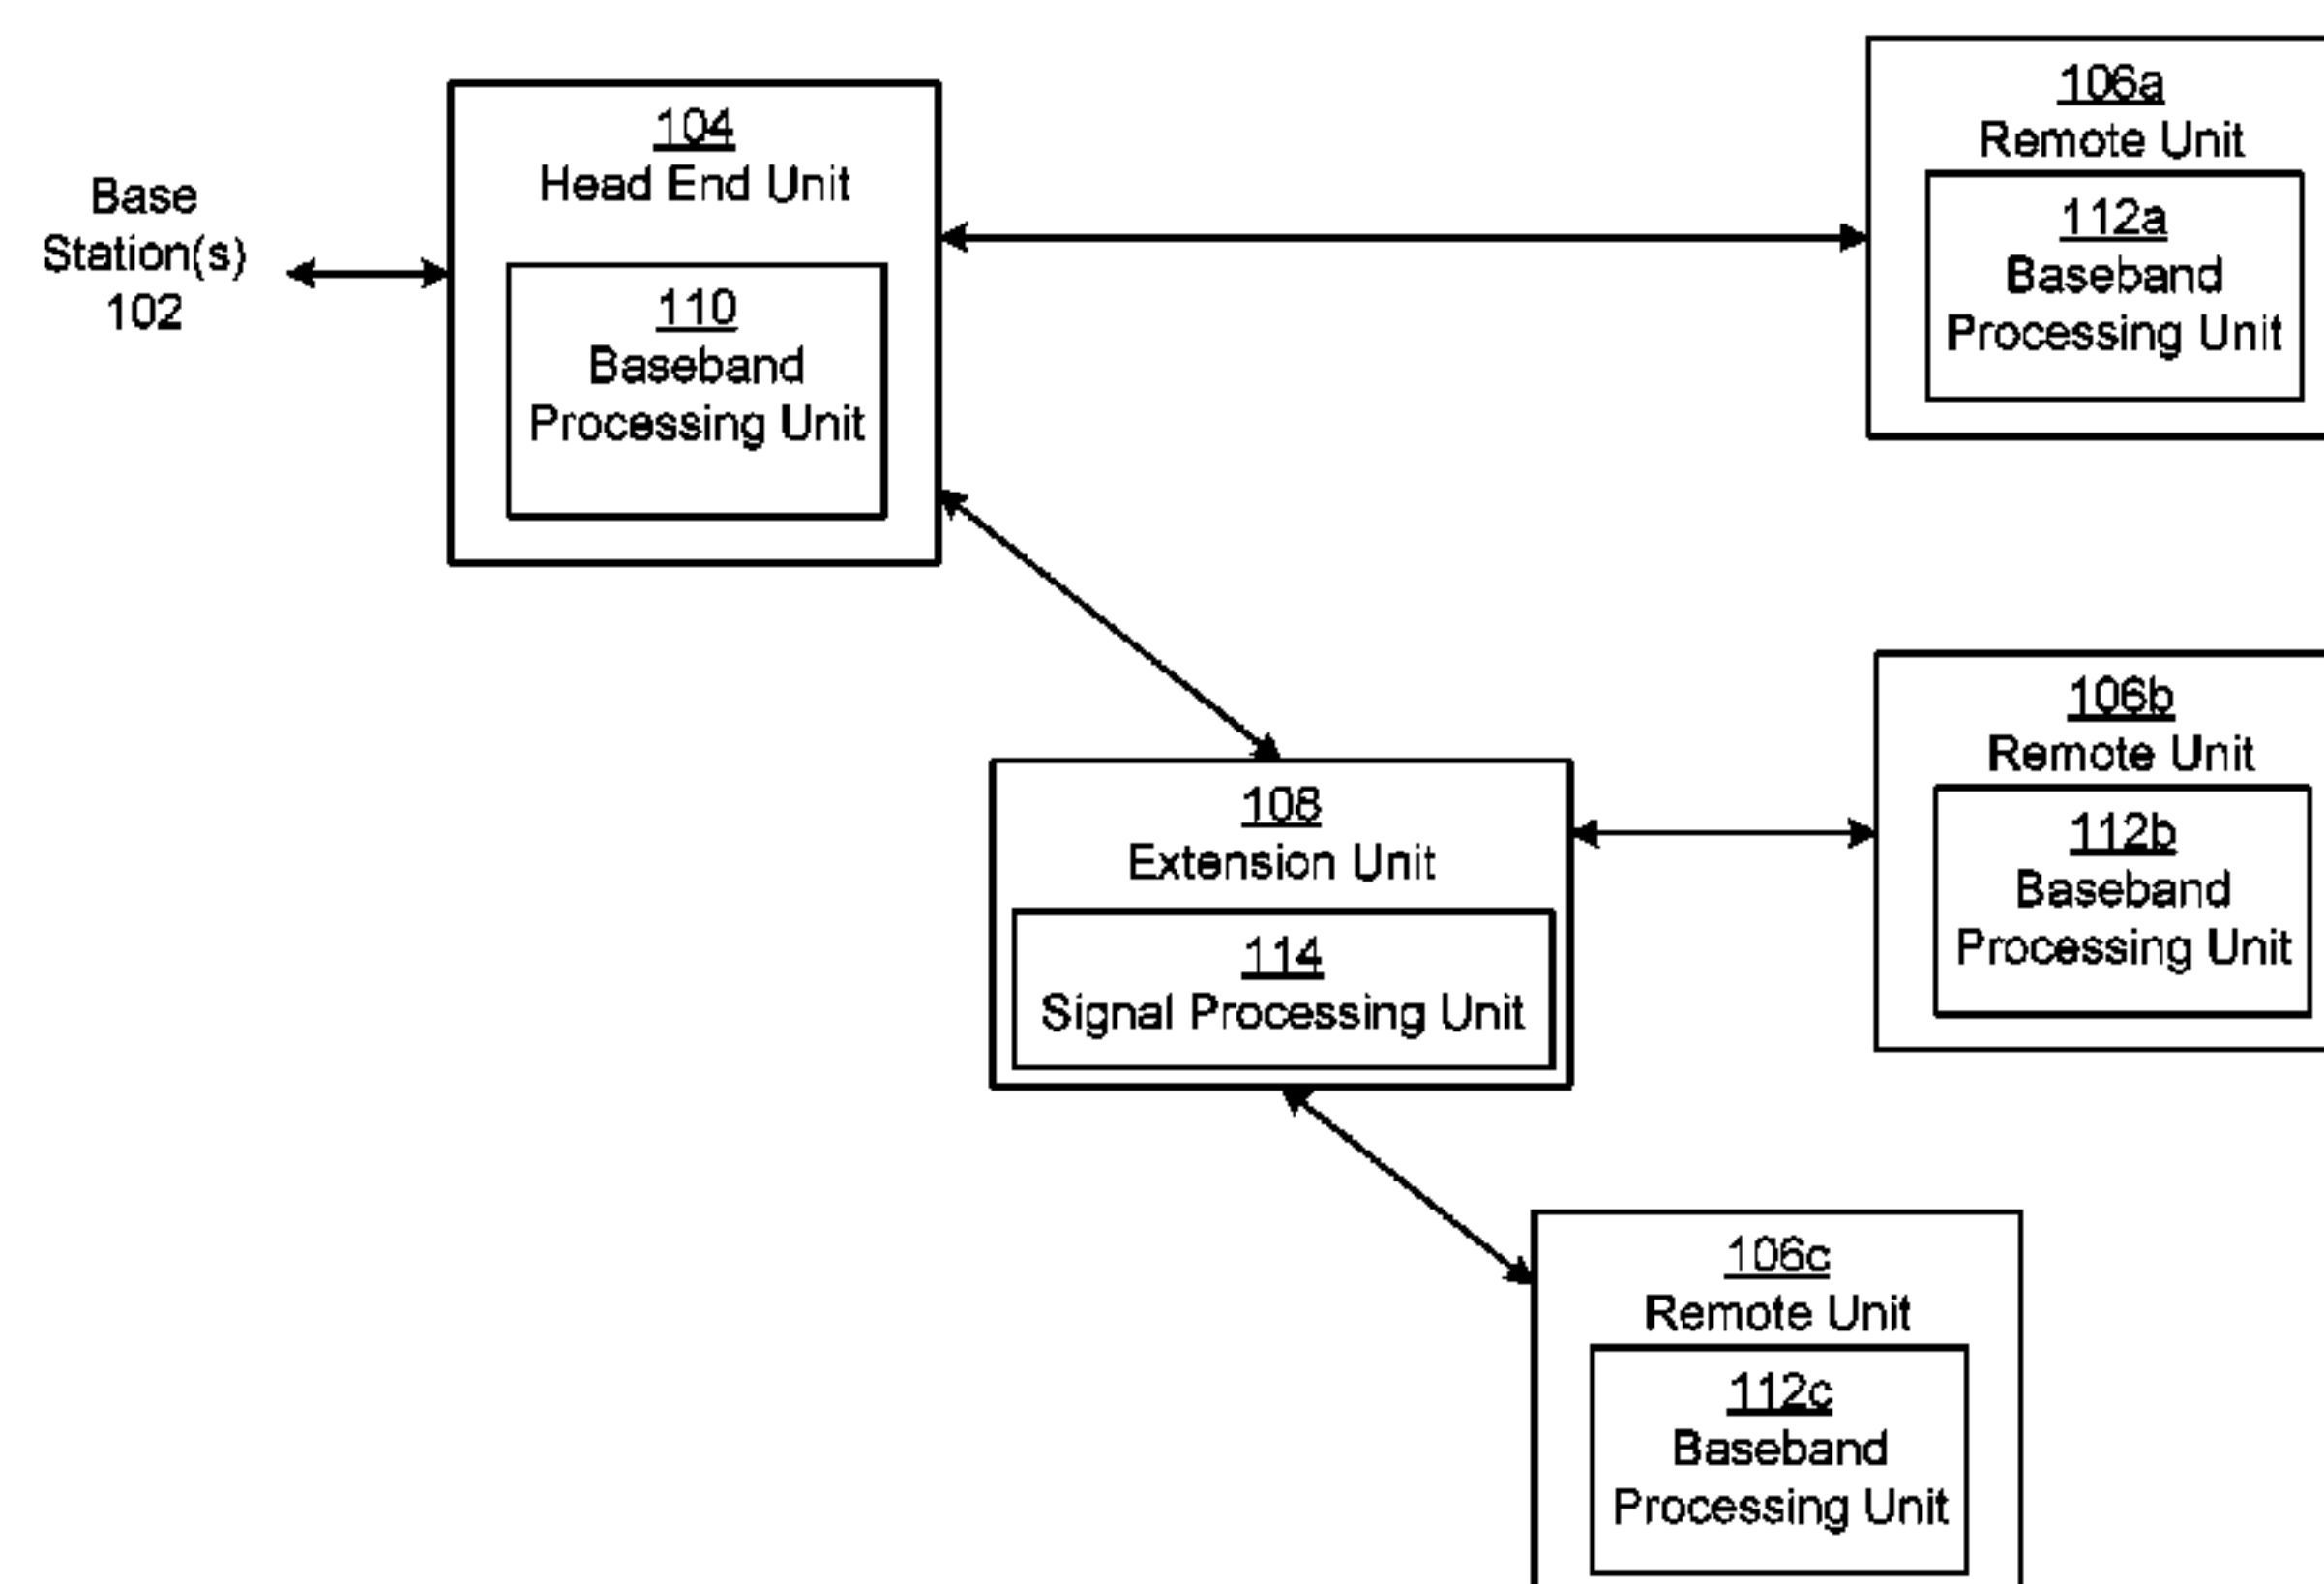 Base
Station(s)
102
104
Head End Unit
110
Baseband
Processing Unit
106a
Remote Unit
112a
Baseband
Processing Unit
108
Extension Unit
114
Signal Processing Unit
106b
Remote Unit
112b
Baseband
Processing Unit
106c
Remote Unit
112c
Baseband
Processing Unit